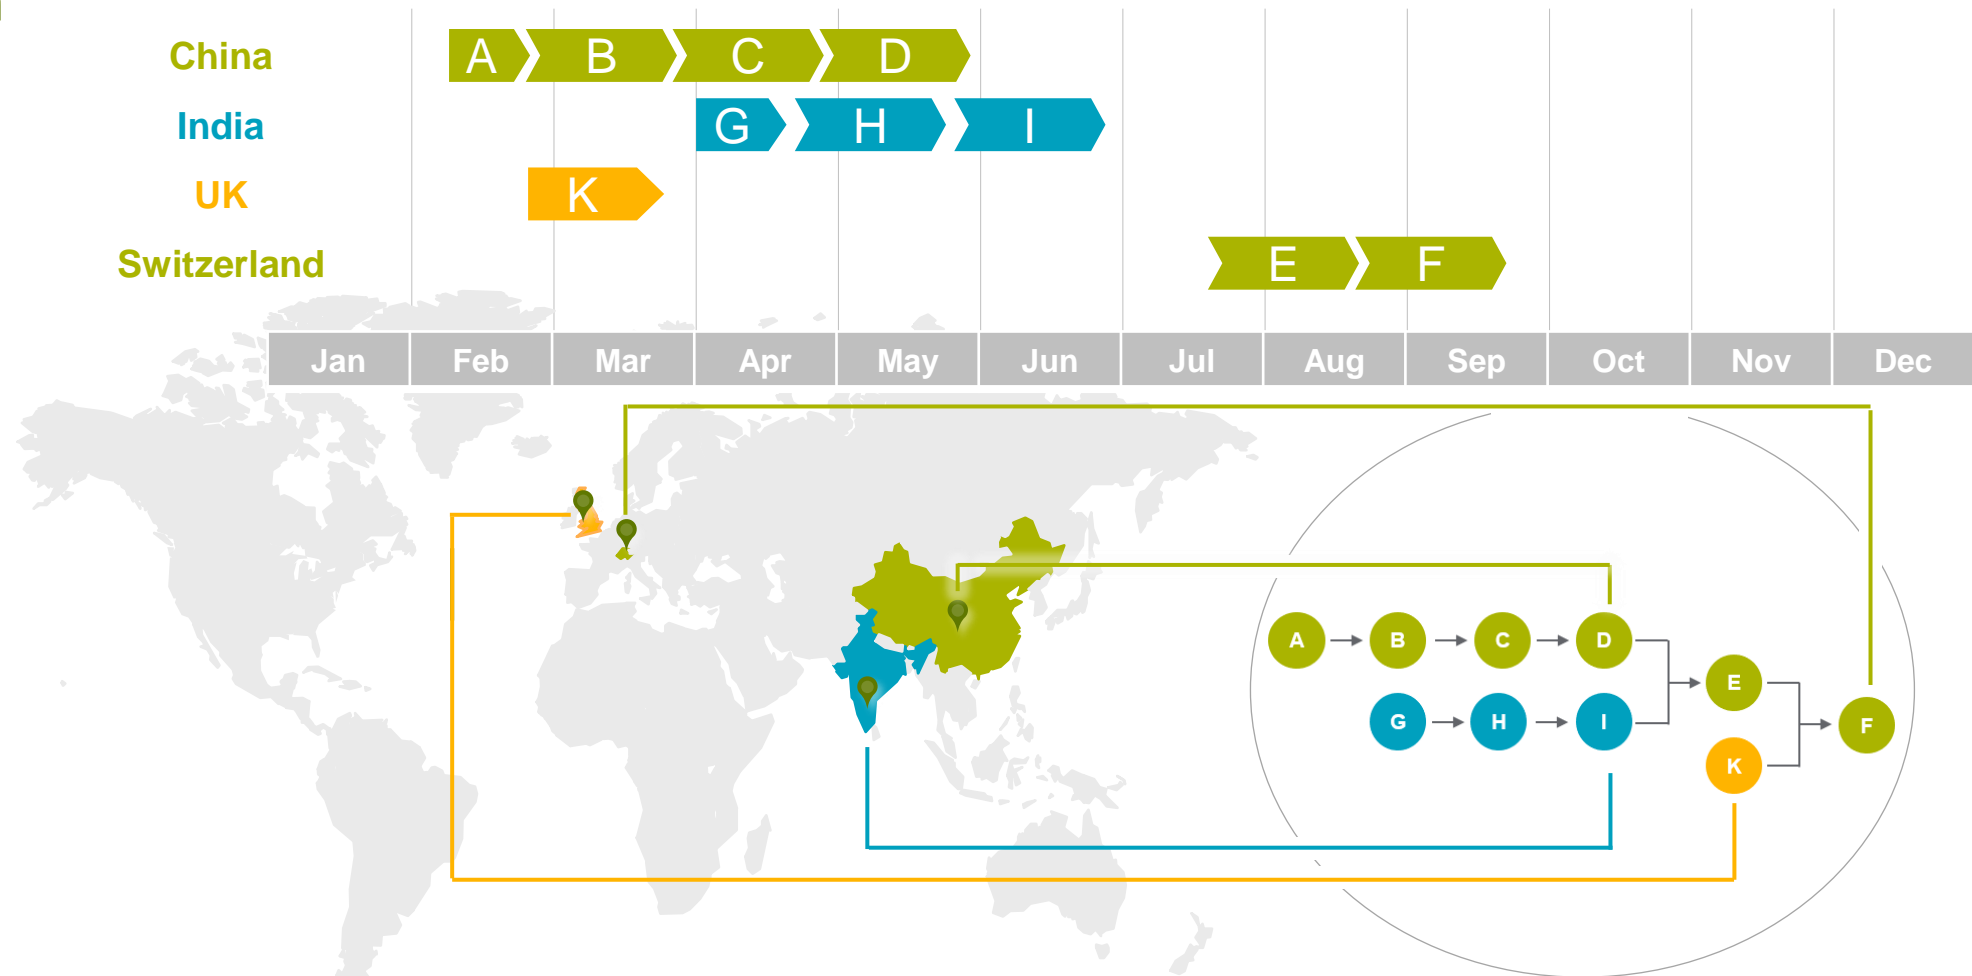 China A B C D
India G H I
UK K
Switzerland E F
Jan Feb Mar Apr May Jun Jul Aug Sep Oct Nov Dec
A B C D
E
G H I
F
K